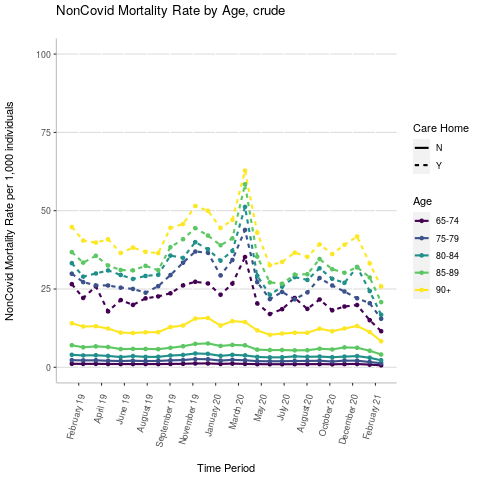 NonCovid Mortality Rate by Age, crude
NonCovid Mortality Rate per 1,000 individuals
100
75
50
25
0
February 19
April 19
June 19
August 19
September 19
November 19
January 20
March 20
May 20
July 20
August 20
October 20
December 20
February 21
Time Period
Care Home
N
Y
Age
65-74
75-79
80-84
85-89
90+